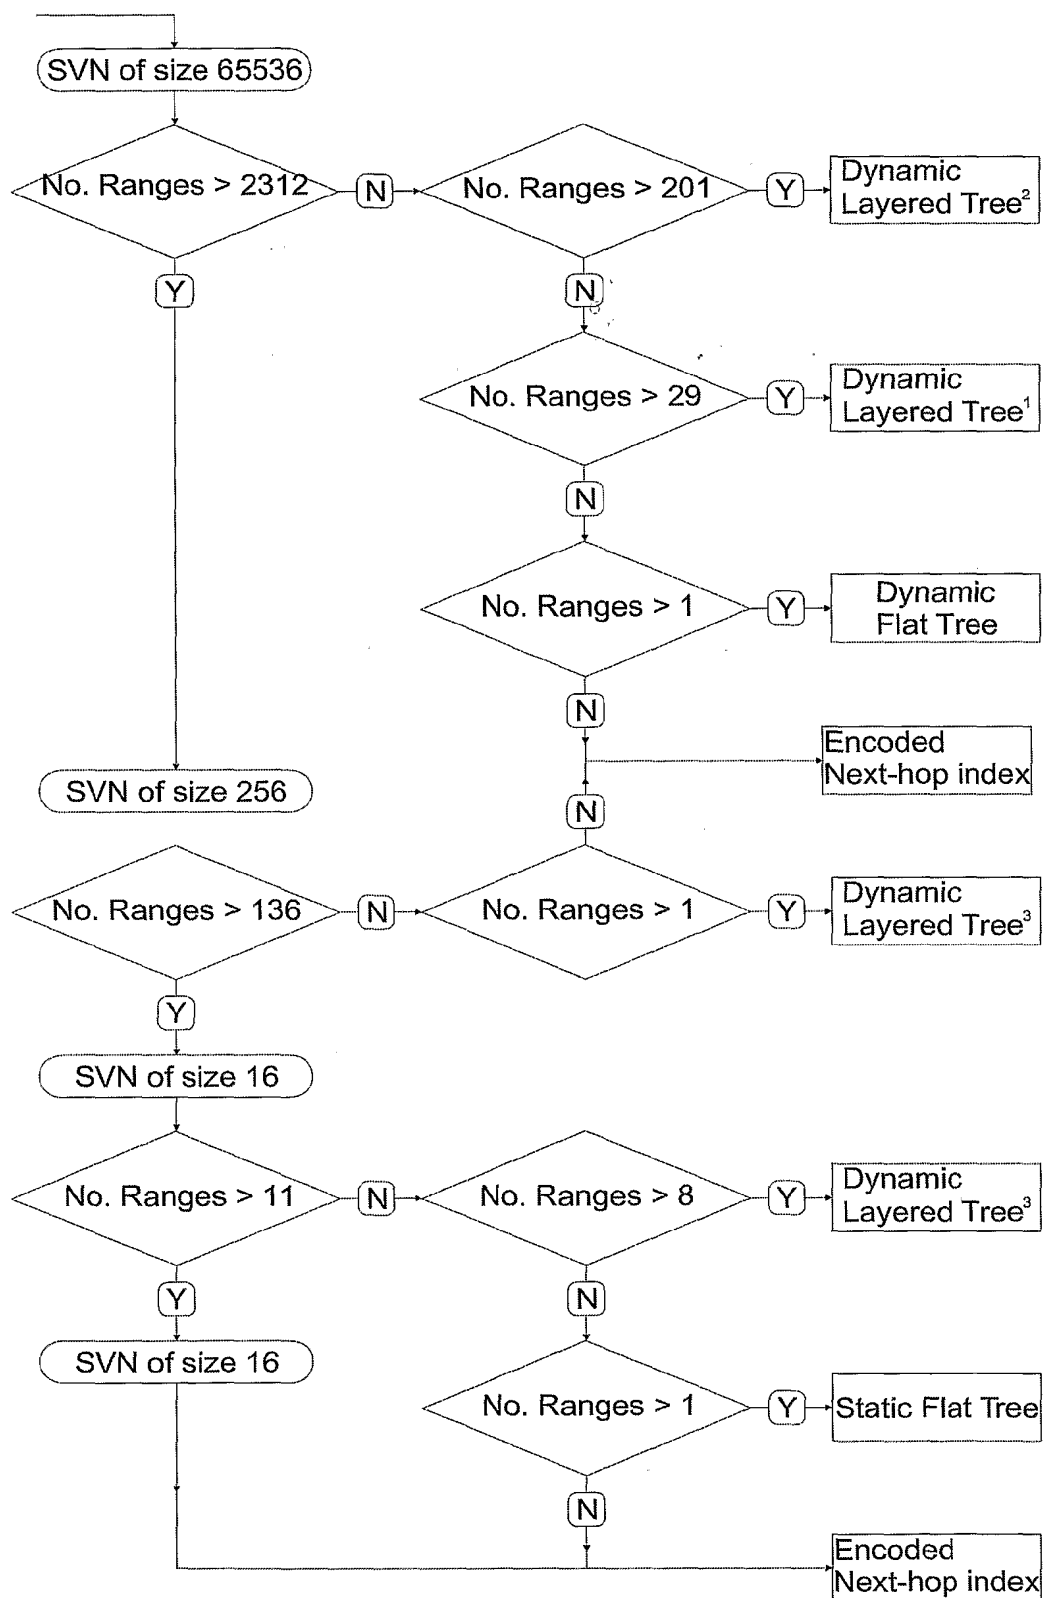 SVN of size 65536
No. Ranges > 2312
N
No. Ranges > 201
Y
Dynamic
Layered Tree²
Y
N
No. Ranges > 29
Y
Dynamic
Layered Tree¹
N
No. Ranges > 1
Y
Dynamic
Flat Tree
N
Encoded
Next-hop index
SVN of size 256
N
No. Ranges > 136
N
No. Ranges > 1
Y
Dynamic
Layered Tree³
Y
SVN of size 16
No. Ranges > 11
N
No. Ranges > 8
Y
Dynamic
Layered Tree³
Y
N
SVN of size 16
No. Ranges > 1
Y
Static Flat Tree
N
Encoded
Next-hop index